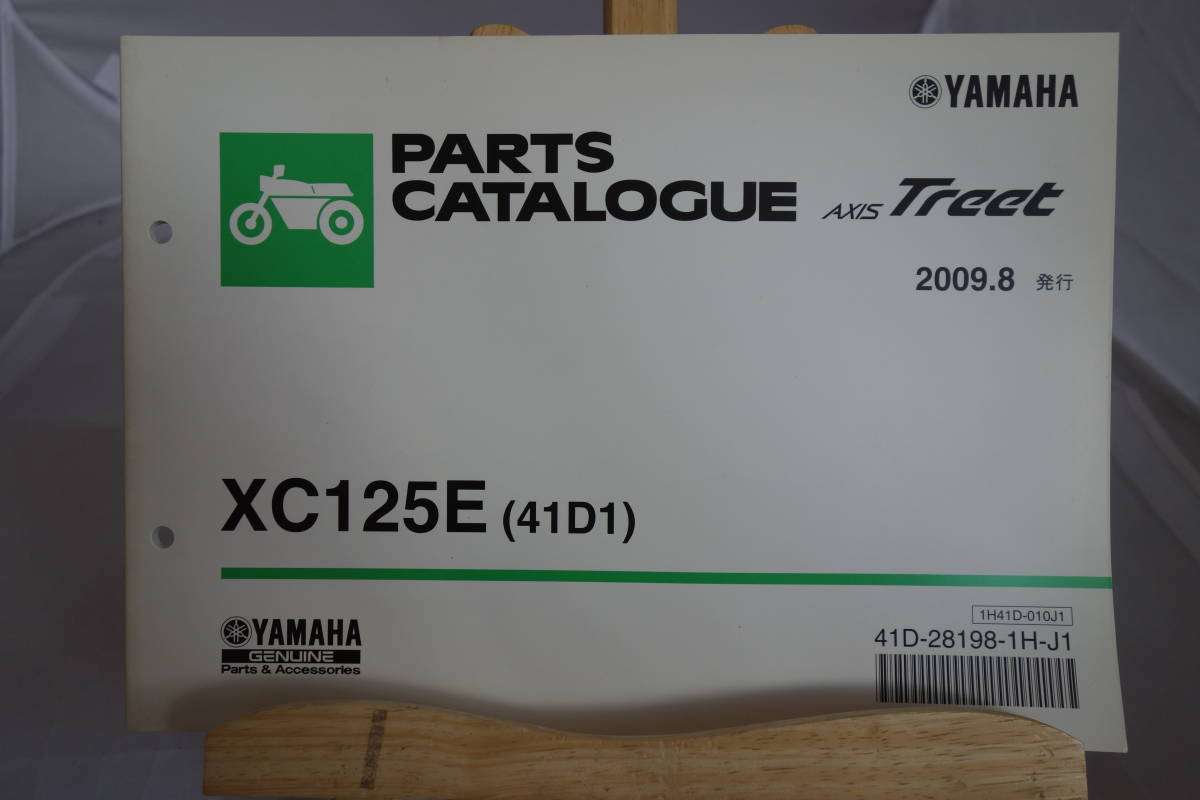 YAMAHA
PARTS
CATALOGUE
AXIS Treet
2009.8 発行
XC125E (41D1)
YAMAHA
GENUINE
Parts & Accessories
1H41D-010J1
41D-28198-1H-J1